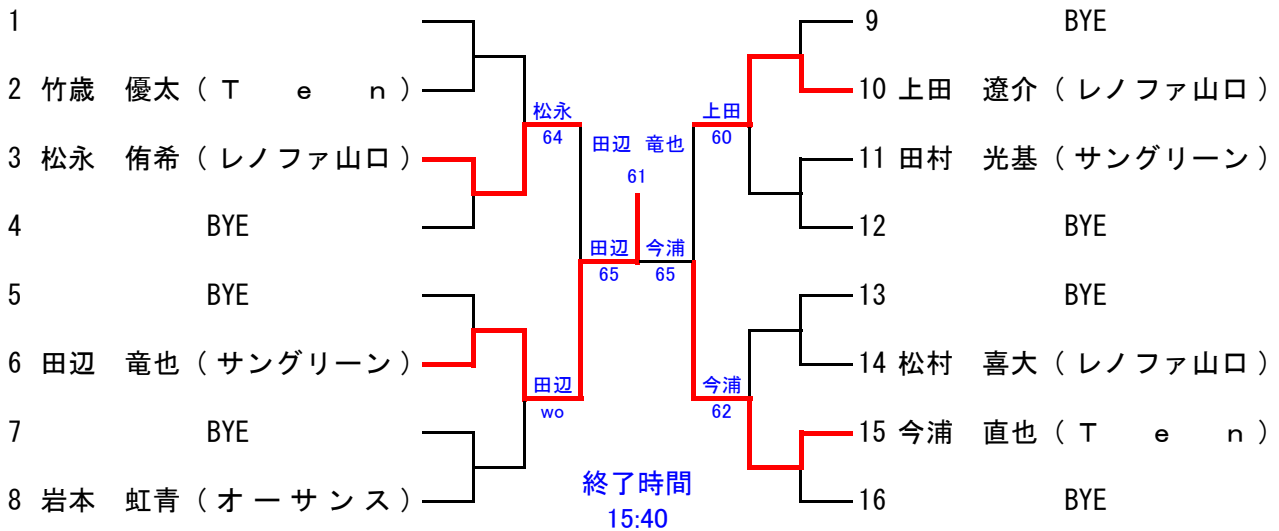 1
2 竹歳 優太 ( T e n )
3 松永 侑希 ( レノファ山口 )
4 BYE
5 BYE
6 田辺 竜也 ( サングリーン )
7 BYE
8 岩本 虹青 ( オーサンス )
松永
64
田辺
wo
田辺
65
田辺 竜也
61
今浦
65
上田
60
今浦
62
終了時間
15:40
9 BYE
10 上田 遼介 ( レノファ山口 )
11 田村 光基 ( サングリーン )
12 BYE
13 BYE
14 松村 喜大 ( レノファ山口 )
15 今浦 直也 ( T e n )
16 BYE